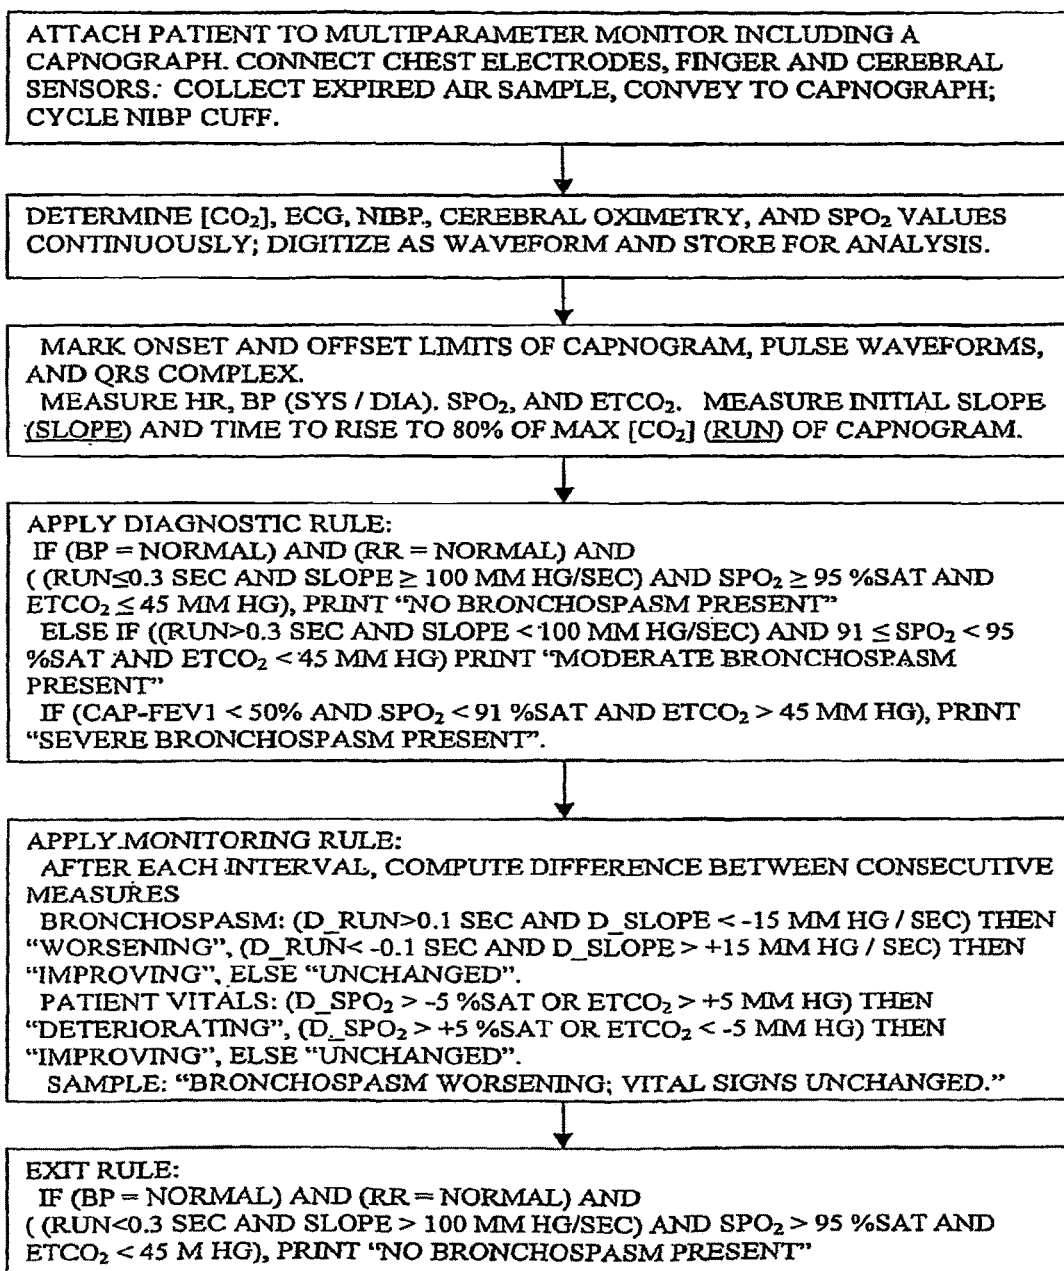 ATTACH PATIENT TO MULTIPARAMETER MONITOR INCLUDING A
CAPNOGRAPH. CONNECT CHEST ELECTRODES, FINGER AND CEREBRAL
SENSORS. COLLECT EXPIRED AIR SAMPLE, CONVEY TO CAPNOGRAPH;
CYCLE NIBP CUFF.
DETERMINE [CO₂], ECG, NIBP., CEREBRAL OXIMETRY, AND SPO₂ VALUES
CONTINUOUSLY; DIGITIZE AS WAVEFORM AND STORE FOR ANALYSIS.
MARK ONSET AND OFFSET LIMITS OF CAPNOGRAM, PULSE WAVEFORMS,
AND QRS COMPLEX.
MEASURE HR, BP (SYS / DIA). SPO₂, AND ETCO₂. MEASURE INITIAL SLOPE
(SLOPE) AND TIME TO RISE TO 80% OF MAX [CO₂] (RUN) OF CAPNOGRAM.
APPLY DIAGNOSTIC RULE:
IF (BP = NORMAL) AND (RR = NORMAL) AND
( (RUN≤0.3 SEC AND SLOPE ≥ 100 MM HG/SEC) AND SPO₂ ≥ 95 %SAT AND
ETCO₂ ≤ 45 MM HG), PRINT “NO BRONCHOSPASM PRESENT”
ELSE IF ((RUN>0.3 SEC AND SLOPE < 100 MM HG/SEC) AND 91 ≤ SPO₂ < 95
%SAT AND ETCO₂ < 45 MM HG) PRINT “MODERATE BRONCHOSPASM
PRESENT”
IF (CAP-FEV1 < 50% AND SPO₂ < 91 %SAT AND ETCO₂ > 45 MM HG), PRINT
“SEVERE BRONCHOSPASM PRESENT”.
APPLY MONITORING RULE:
AFTER EACH INTERVAL, COMPUTE DIFFERENCE BETWEEN CONSECUTIVE
MEASURES
BRONCHOSPASM: (D_RUN>0.1 SEC AND D_SLOPE < -15 MM HG / SEC) THEN
“WORSENING”, (D_RUN< -0.1 SEC AND D_SLOPE > +15 MM HG / SEC) THEN
“IMPROVING”, ELSE “UNCHANGED”.
PATIENT VITALS: (D_SPO₂ > -5 %SAT OR ETCO₂ > +5 MM HG) THEN
“DETERIORATING”, (D_SPO₂ > +5 %SAT OR ETCO₂ < -5 MM HG) THEN
“IMPROVING”, ELSE “UNCHANGED”.
SAMPLE: “BRONCHOSPASM WORSENING; VITAL SIGNS UNCHANGED.”
EXIT RULE:
IF (BP = NORMAL) AND (RR = NORMAL) AND
( (RUN<0.3 SEC AND SLOPE > 100 MM HG/SEC) AND SPO₂ > 95 %SAT AND
ETCO₂ < 45 M HG), PRINT “NO BRONCHOSPASM PRESENT”